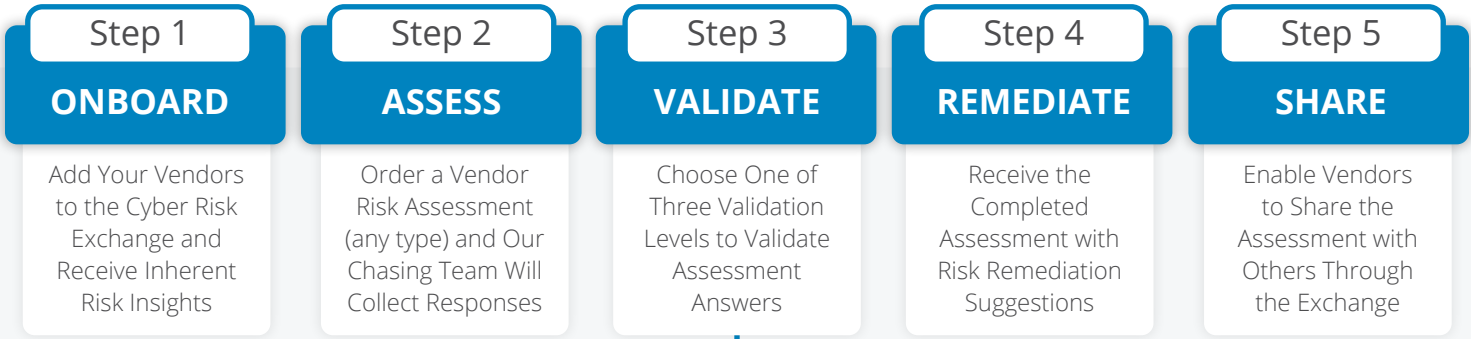 Step 1
ONBOARD
Add Your Vendors
to the Cyber Risk
Exchange and
Receive Inherent
Risk Insights
Step 2
ASSESS
Order a Vendor
Risk Assessment
(any type) and Our
Chasing Team Will
Collect Responses
Step 3
VALIDATE
Choose One of
Three Validation
Levels to Validate
Assessment
Answers
Step 4
REMEDIATE
Receive the
Completed
Assessment with
Risk Remediation
Suggestions
Step 5
SHARE
Enable Vendors
to Share the
Assessment with
Others Through
the Exchange